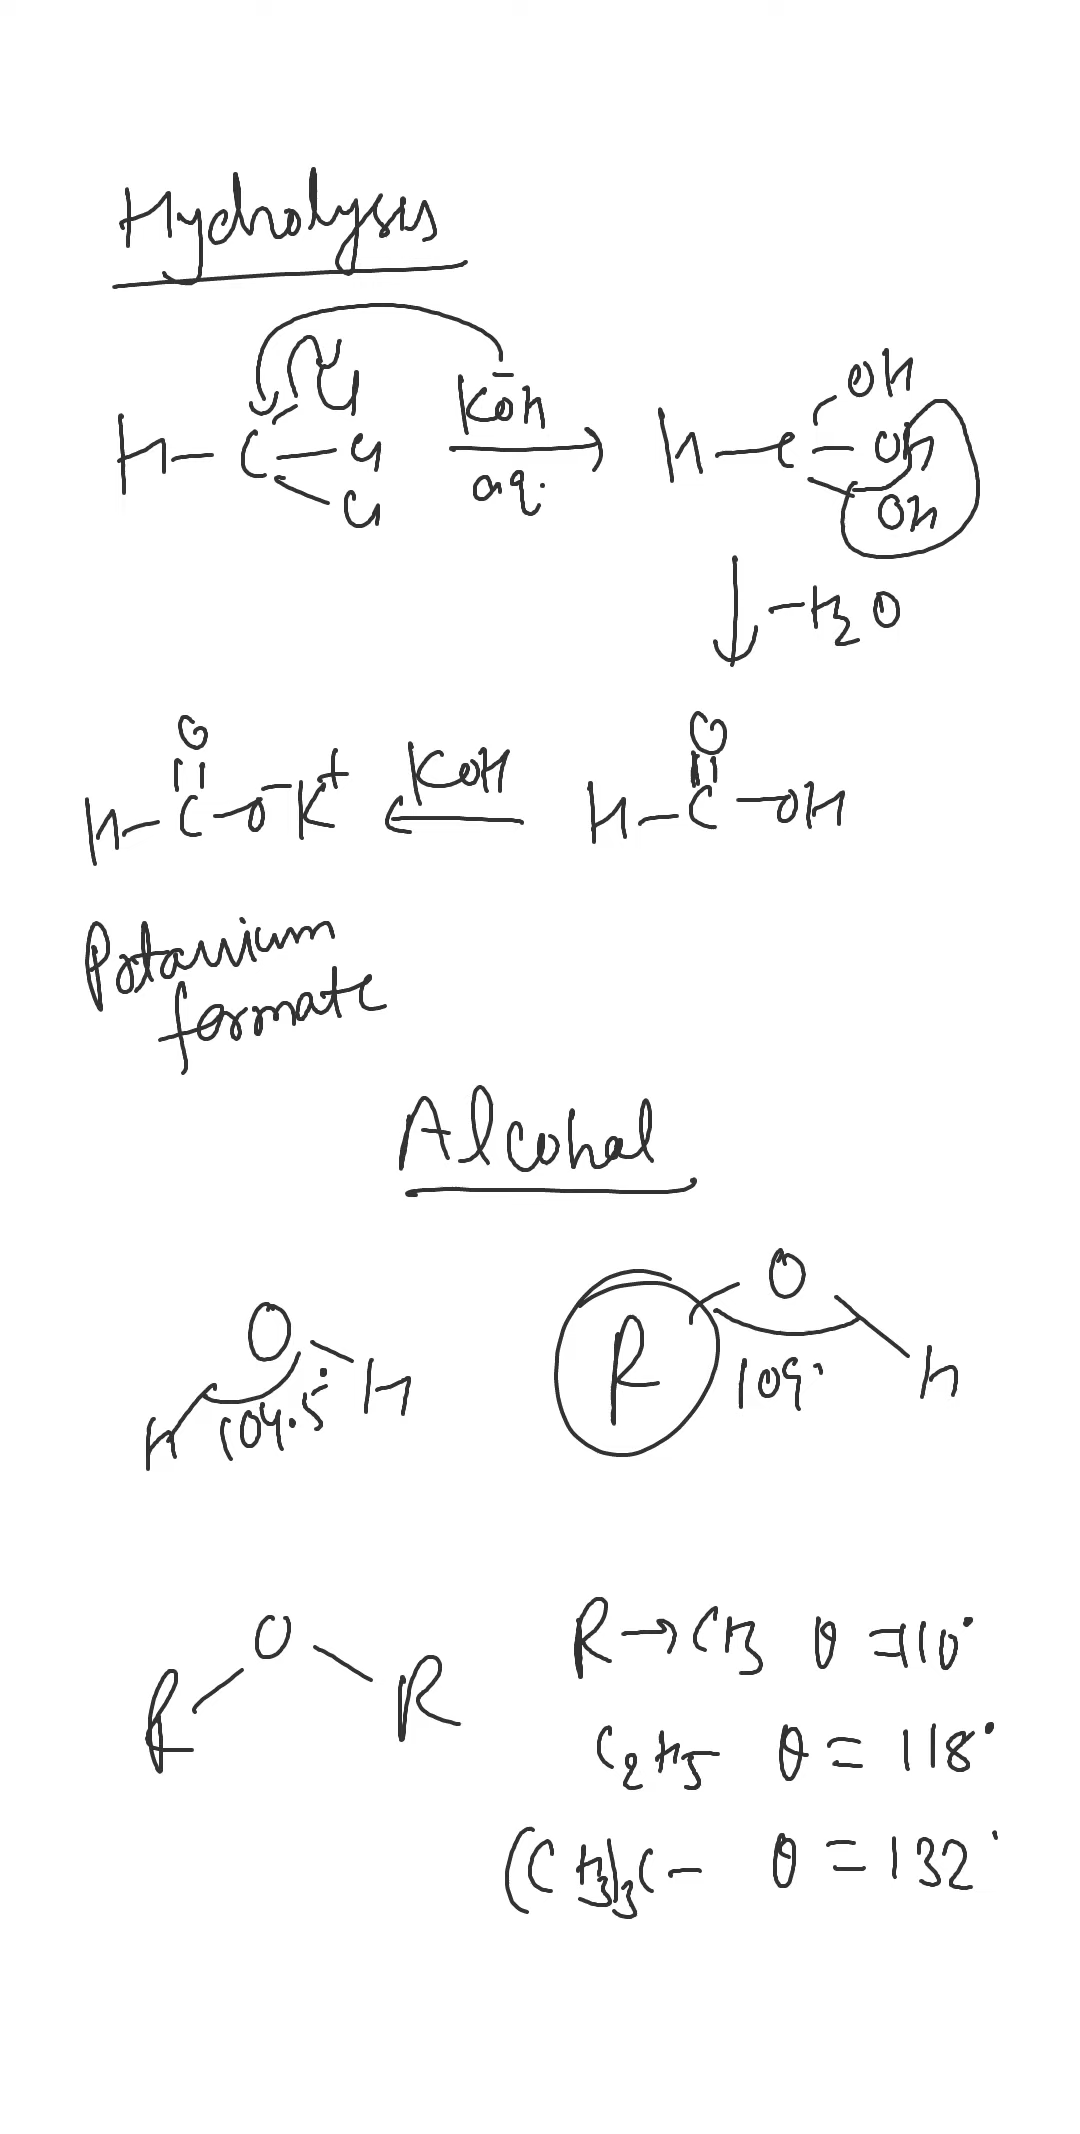 Hydrolysis
H-C-Cl Cl Cl KOH aq. H-C-OH OH OH
-H2O
H-C-O-K+ O KOH H-C-OH O
Potassium
formate
Alcohal
O H H 104.5° R O H 109°
R O R R→CH3 θ=110°
C2H5 θ = 118°
(CH3)3C- θ = 132°